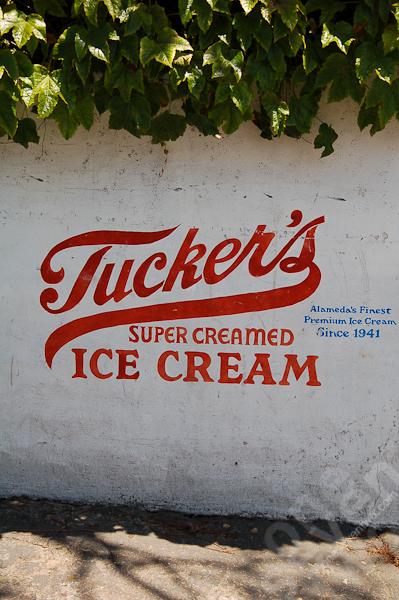 Tucker's
SUPER CREAMED
ICE CREAM
Alameda's Finest
Premium Ice Cream
Since 1941